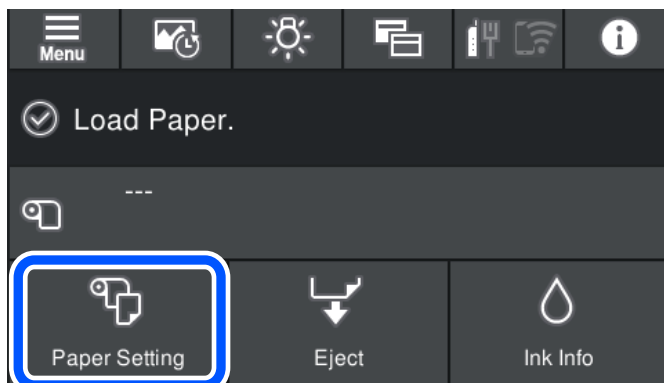 Menu
Load Paper.
---
Paper Setting
Eject
Ink Info